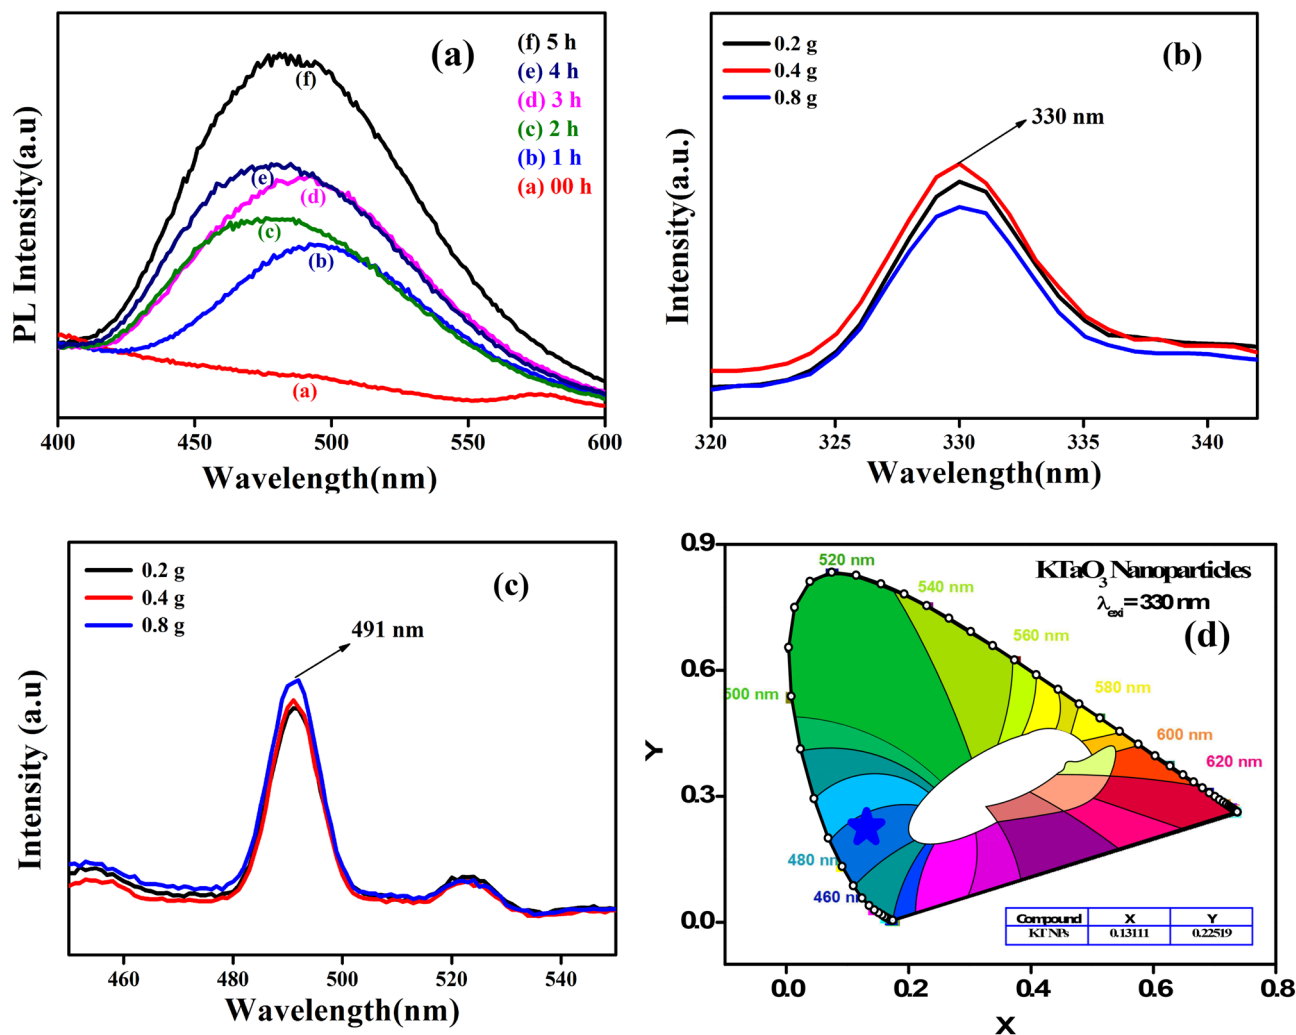 (a)
(f) 5 h
(e) 4 h
(d) 3 h
(c) 2 h
(b) 1 h
(a) 00 h
(f)
(e)
(d)
(c)
(b)
(a)
PL Intensity(a.u)
400 450 500 550 600
Wavelength(nm)
(b)
0.2 g
0.4 g
0.8 g
330 nm
Intensity(a.u.)
320 325 330 335 340
Wavelength(nm)
(c)
0.2 g
0.4 g
0.8 g
491 nm
Intensity (a.u)
460 480 500 520 540
Wavelength(nm)
KTaO3 Nanoparticles
λexi = 330 nm
(d)
520 nm
540 nm
560 nm
580 nm
600 nm
620 nm
500 nm
480 nm
460 nm
0.9
0.6
0.3
0.0
Y
Compound X Y
KT NPs 0.13111 0.22519
0.0 0.2 0.4 0.6 0.8
X